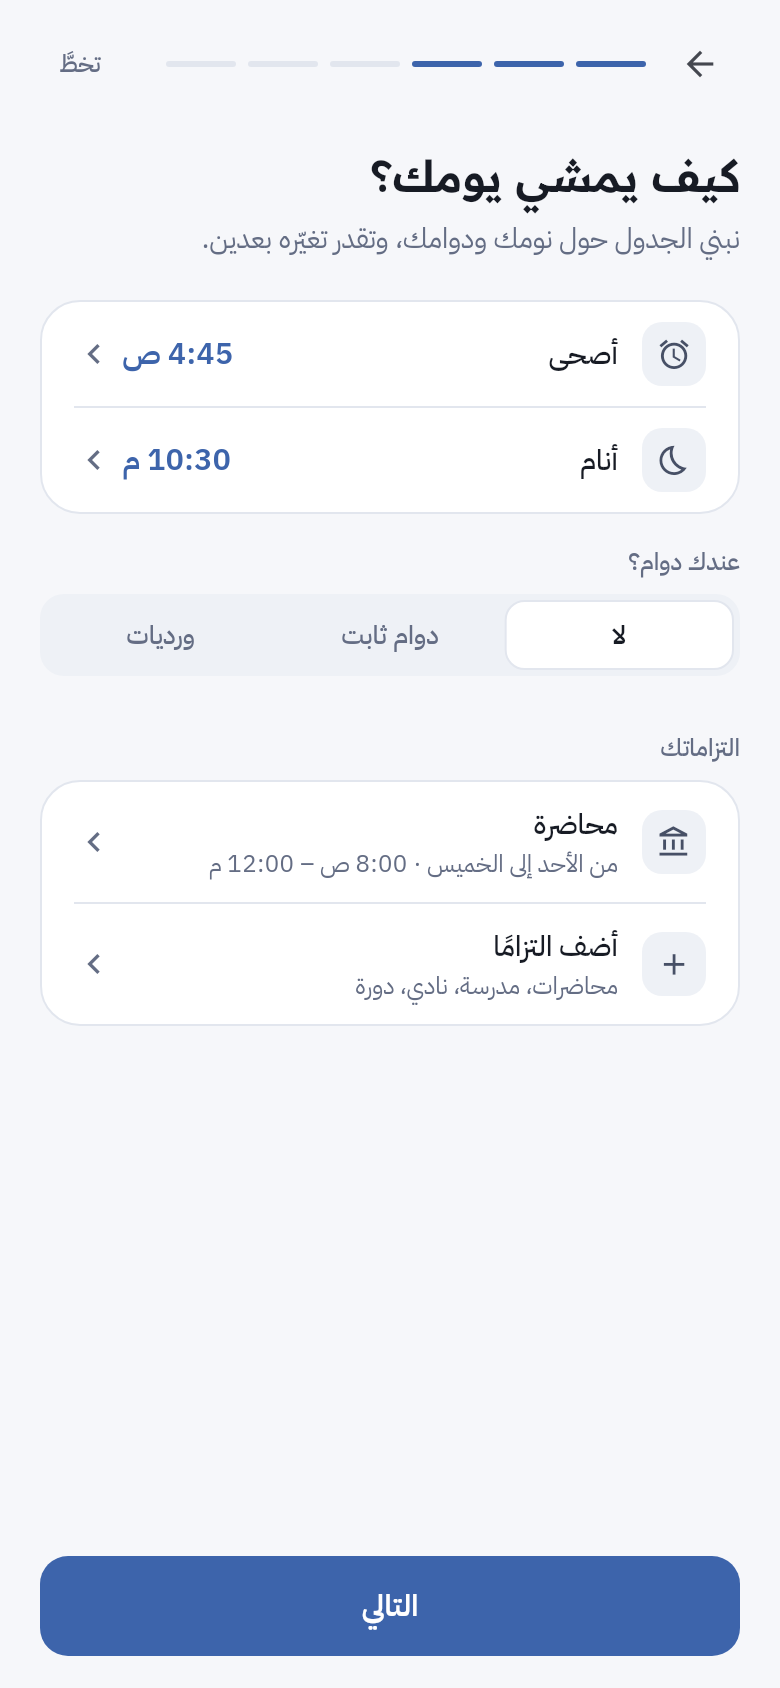 تخطَّ
كيف يمشي يومك؟
نبني الجدول حول نومك ودوامك، وتقدر تغيّره بعدين.
أصحى
4:45 ص
أنام
10:30 م
عندك دوام؟
لا
دوام ثابت
ورديات
التزاماتك
محاضرة
من الأحد إلى الخميس · 8:00 ص – 12:00 م
أضف التزامًا
محاضرات، مدرسة، نادي، دورة
التالي